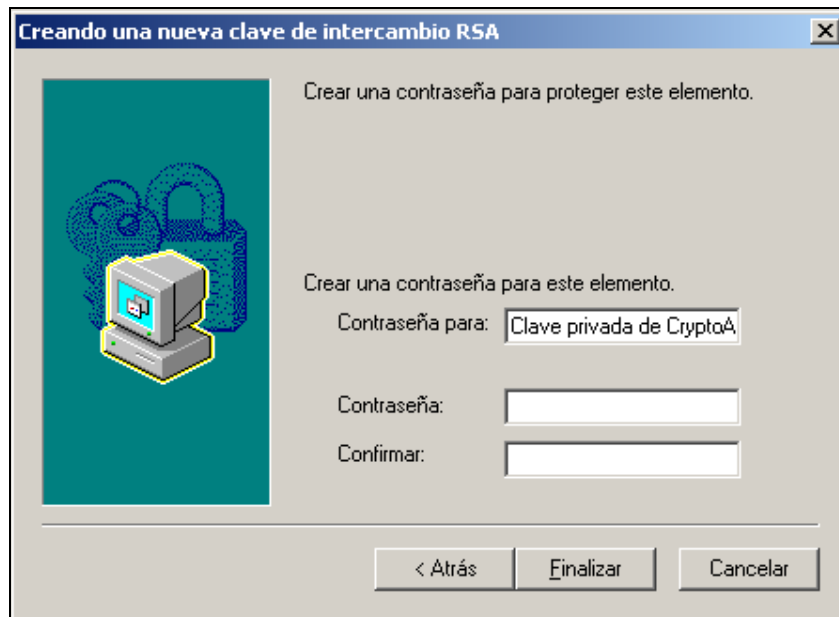 Creando una nueva clave de intercambio RSA
Crear una contraseña para proteger este elemento.
Crear una contraseña para este elemento.
Contraseña para: Clave privada de CryptoA
Contraseña:
Confirmar:
< Atrás Finalizar Cancelar